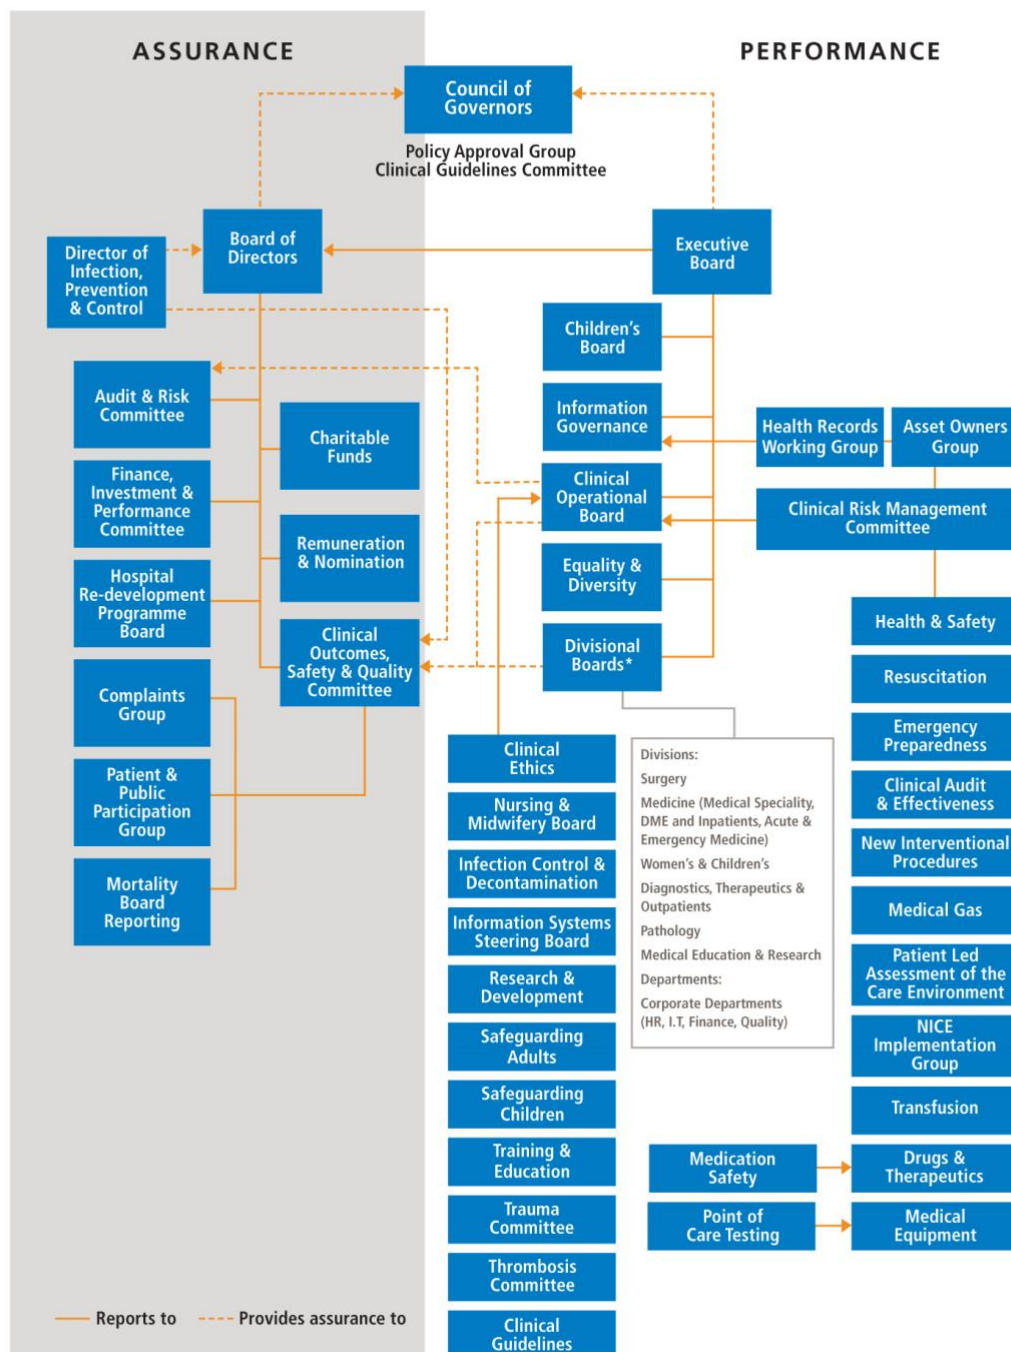 ASSURANCE
PERFORMANCE
Council of
Governors
Policy Approval Group
Clinical Guidelines Committee
Board of
Directors
Executive
Board
Director of
Infection,
Prevention
& Control
Children's
Board
Audit & Risk
Committee
Charitable
Funds
Information
Governance
Health Records
Working Group
Asset Owners
Group
Finance,
Investment &
Performance
Committee
Clinical
Operational
Board
Clinical Risk Management
Committee
Remuneration
& Nomination
Hospital
Re-development
Programme
Board
Equality &
Diversity
Health & Safety
Clinical
Outcomes,
Safety & Quality
Committee
Divisional
Boards*
Complaints
Group
Resuscitation
Emergency
Preparedness
Patient &
Public
Participation
Group
Clinical
Ethics
Divisions:
Surgery
Medicine (Medical Speciality,
DME and Inpatients, Acute &
Emergency Medicine)
Women's & Children's
Diagnostics, Therapeutics &
Outpatients
Pathology
Medical Education & Research
Departments:
Corporate Departments
(HR, I.T, Finance, Quality)
Clinical Audit
& Effectiveness
Nursing &
Midwifery Board
New Interventional
Procedures
Mortality
Board
Reporting
Infection Control &
Decontamination
Medical Gas
Information Systems
Steering Board
Patient Led
Assessment of the
Care Environment
Research &
Development
NICE
Implementation
Group
Safeguarding
Adults
Safeguarding
Children
Transfusion
Training &
Education
Medication
Safety
Drugs &
Therapeutics
Trauma
Committee
Point of
Care Testing
Medical
Equipment
Thrombosis
Committee
Clinical
Guidelines
Reports to
Provides assurance to